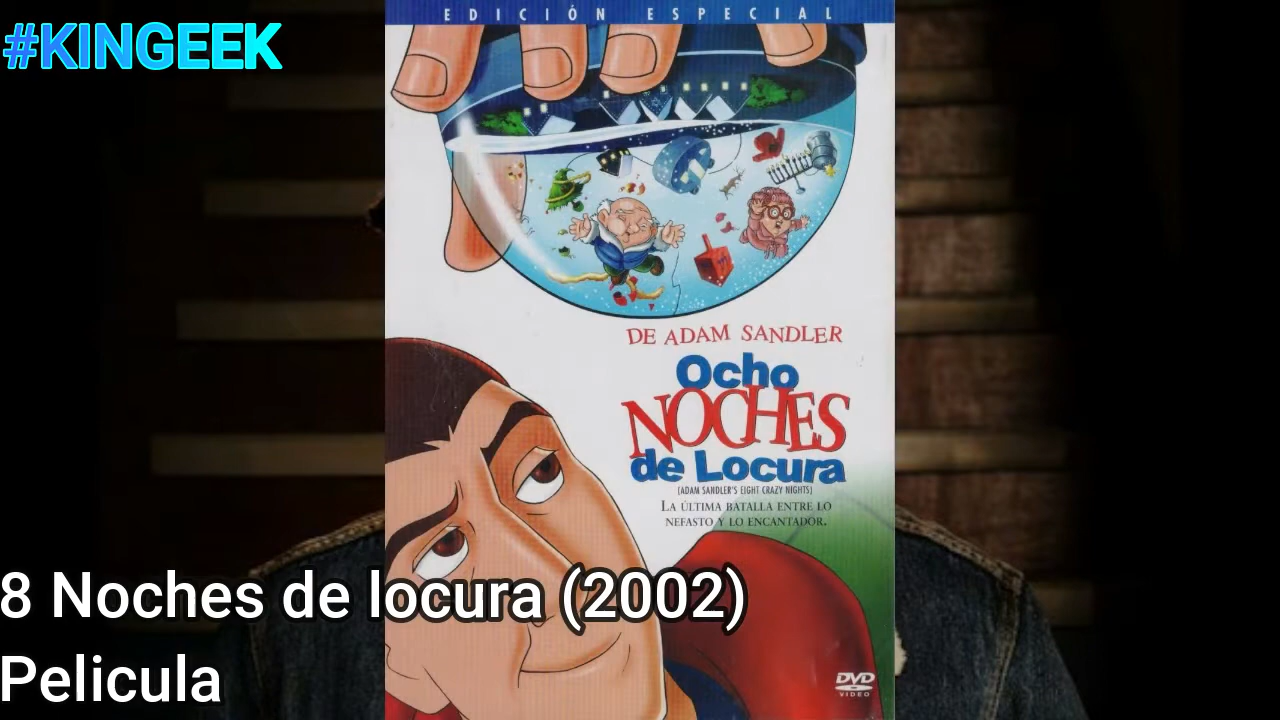 EDICIÓN ESPECIAL
#KINGEEK
DE ADAM SANDLER
Ocho
NOCHES
de Locura
(ADAM SANDLER'S EIGHT CRAZY NIGHTS)
LA ÚLTIMA BATALLA ENTRE LO
NEFASTO Y LO ENCANTADOR.
8 Noches de locura (2002)
Pelicula
DVD
VIDEO